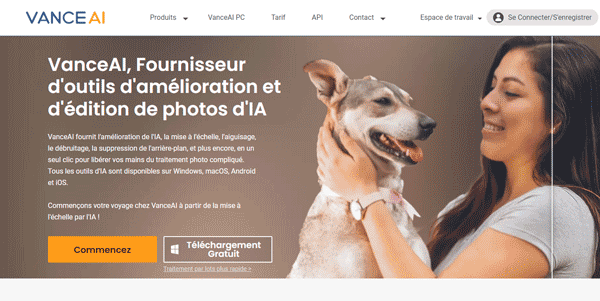 VANCE AI
Produits
VanceAI PC
Tarif
API
Contact
Espace de travail
Se Connecter/S'enregistrer
VanceAI, Fournisseur
d'outils d'amélioration et
d'édition de photos d'IA
VanceAI fournit l'amélioration de l'IA, la mise à l'échelle, l'aiguisage,
le débruitage, la suppression de l'arrière-plan, et plus encore, en un
seul clic pour libérer vos mains du traitement photo compliqué.
Tous les outils d'IA sont disponibles sur Windows, macOS, Android
et iOS.
Commençons votre voyage chez VanceAI à partir de la mise à
l'échelle par l'IA !
Commencez
Téléchargement
Gratuit
Traitement par lots plus rapide >